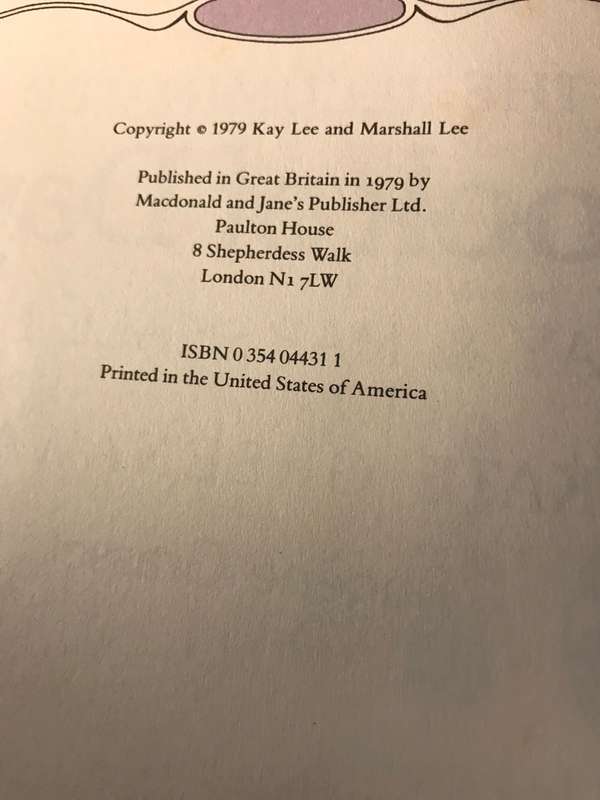 Copyright © 1979 Kay Lee and Marshall Lee
Published in Great Britain in 1979 by
Macdonald and Jane's Publisher Ltd.
Paulton House
8 Shepherdess Walk
London N1 7LW
ISBN 0 354 04431 1
Printed in the United States of America